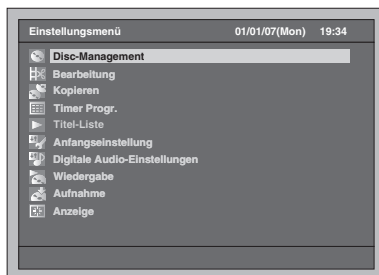 Einstellungsmenü 01/01/07(Mon) 19:34
Disc-Management
Bearbeitung
Kopieren
Timer Progr.
Titel-Liste
Anfangseinstellung
Digitale Audio-Einstellungen
Wiedergabe
Aufnahme
Anzeige